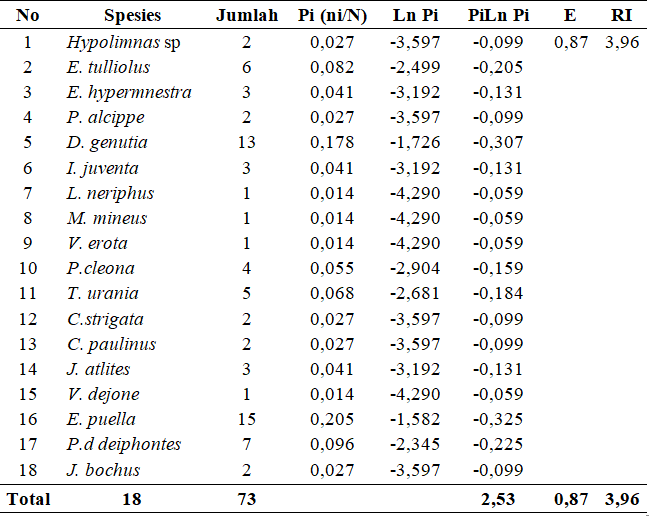 No Spesies Jumlah Pi (ni/N) Ln Pi PiLn Pi E RI
1 Hypolimnas sp 2 0,027 -3,597 -0,099 0,87 3,96
2 E. tulliolus 6 0,082 -2,499 -0,205
3 E. hypermnestra 3 0,041 -3,192 -0,131
4 P. alcippe 2 0,027 -3,597 -0,099
5 D. genutia 13 0,178 -1,726 -0,307
6 I. juventa 3 0,041 -3,192 -0,131
7 L. neriphus 1 0,014 -4,290 -0,059
8 M. mineus 1 0,014 -4,290 -0,059
9 V. erota 1 0,014 -4,290 -0,059
10 P.cleona 4 0,055 -2,904 -0,159
11 T. urania 5 0,068 -2,681 -0,184
12 C.strigata 2 0,027 -3,597 -0,099
13 C. paulinus 2 0,027 -3,597 -0,099
14 J. atlites 3 0,041 -3,192 -0,131
15 V. dejone 1 0,014 -4,290 -0,059
16 E. puella 15 0,205 -1,582 -0,325
17 P.d deiphontes 7 0,096 -2,345 -0,225
18 J. bochus 2 0,027 -3,597 -0,099
Total 18 73 2,53 0,87 3,96